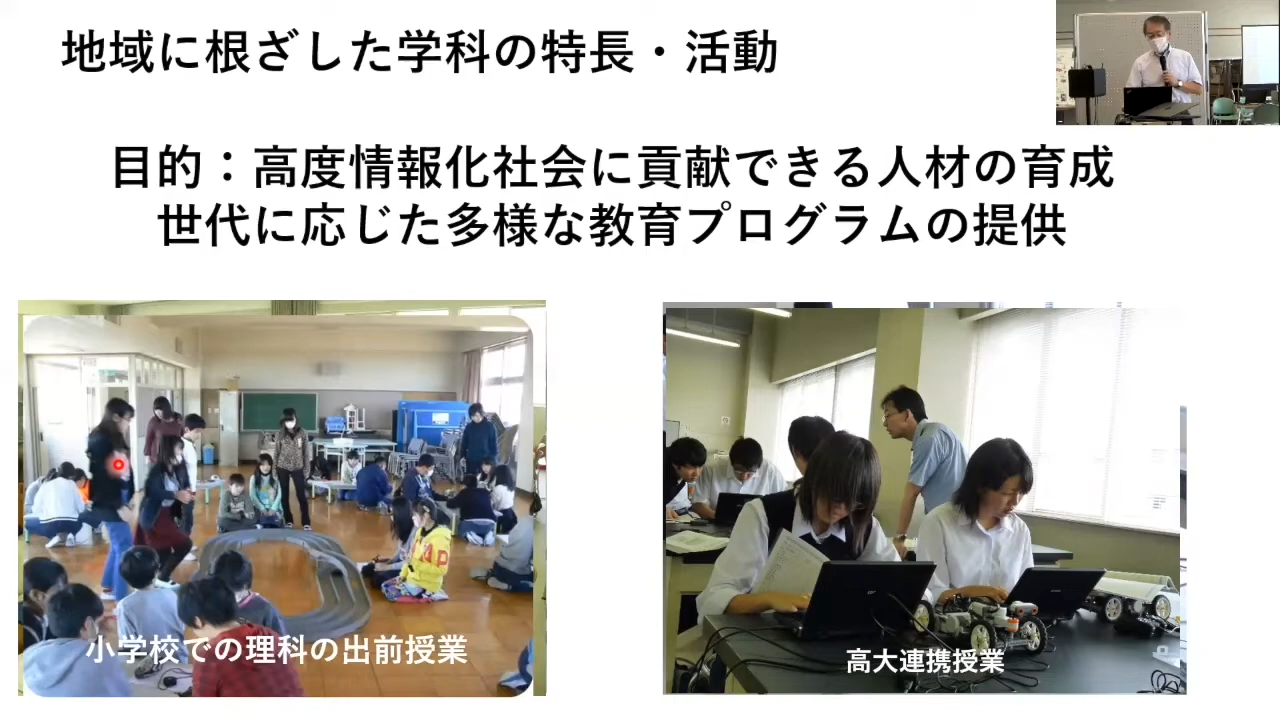 地域に根ざした学科の特長・活動
目的：高度情報化社会に貢献できる人材の育成
世代に応じた多様な教育プログラムの提供
小学校での理科の出前授業
高大連携授業